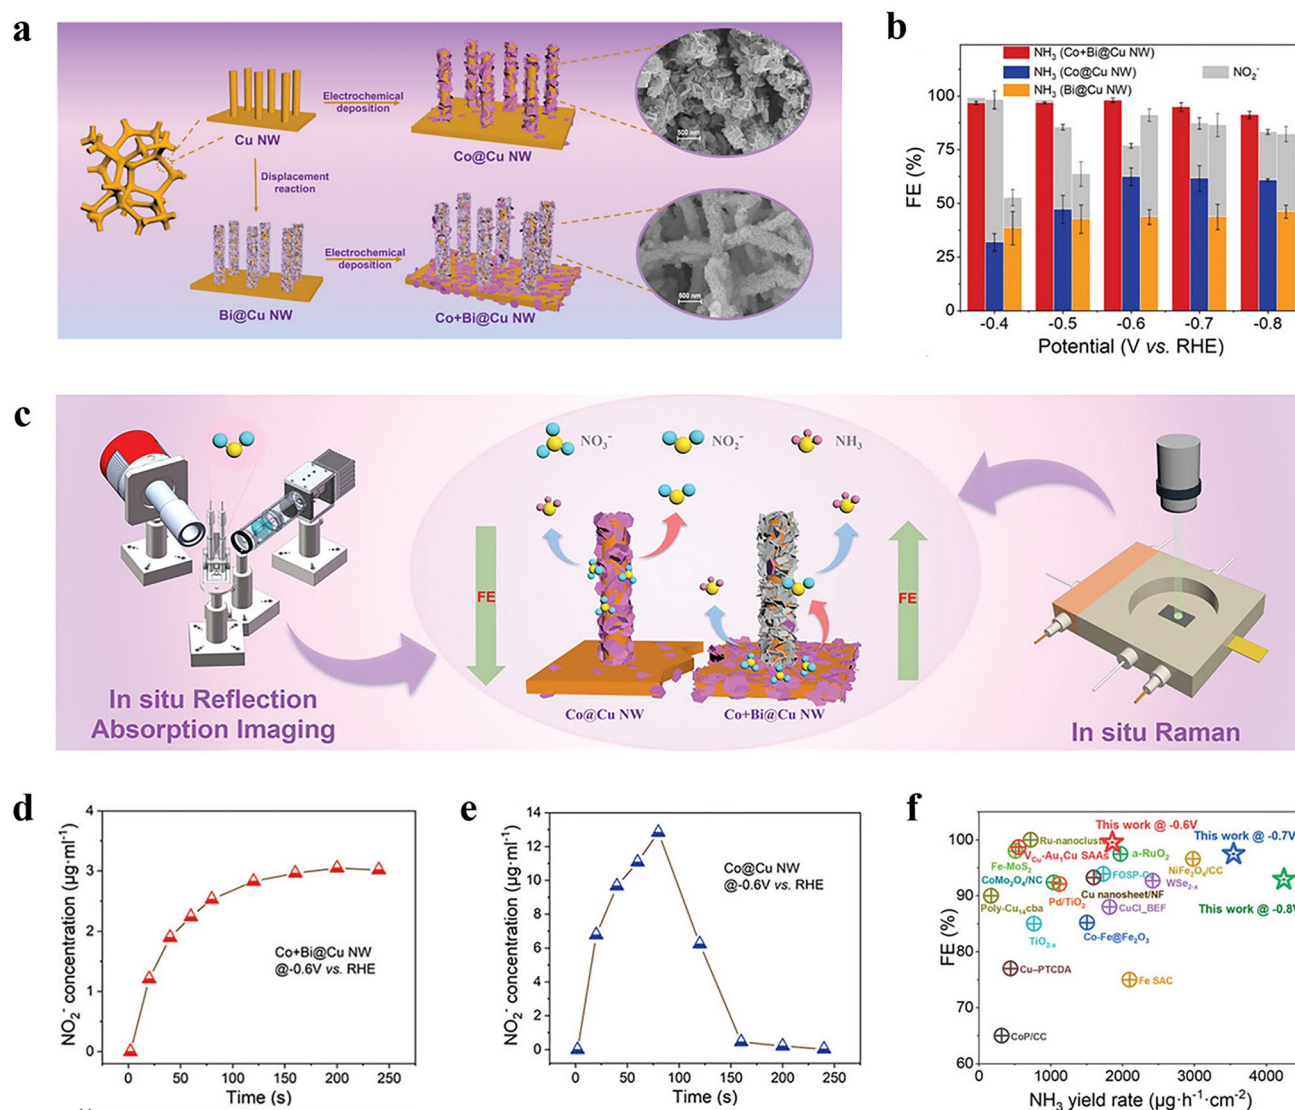 a
Cu NW
Electrochemical
deposition
Co@Cu NW
500 nm
Displacement
reaction
Bi@Cu NW
Electrochemical
deposition
Co+Bi@Cu NW
500 nm
b
NH₃ (Co+Bi@Cu NW)
NH₃ (Co@Cu NW)
NH₃ (Bi@Cu NW)
NO₂⁻
FE (%)
100
50
0
-0.4 -0.5 -0.6 -0.7 -0.8
Potential (V vs. RHE)
c
NO₃⁻ NO₂⁻ NH₃
FE
FE
Co@Cu NW
Co+Bi@Cu NW
In situ Reflection
Absorption Imaging
In situ Raman
d
NO₂⁻ concentration (µg·ml⁻¹)
4
3
2
1
0
Co+Bi@Cu NW
@-0.6V vs. RHE
0 50 100 150 200 250
Time (s)
e
NO₂⁻ concentration (µg·ml⁻¹)
14
12
10
8
6
4
2
0
Co@Cu NW
@-0.6V vs. RHE
0 50 100 150 200 250
Time (s)
f
FE (%)
100
90
80
70
60
This work @ -0.6V
This work @ -0.7V
This work @ -0.8V
Ru-nanoclust
V_Cu-Au₁Cu SAAs
a-RuO₂
Fe-MoS₂
NiFe₂O₄/CC
CoMo₂O₄/NC
FOSP-C
WSe₂₋ₓ
Cu nanosheet/NF
Pd/TiO₂
Poly-Cu₁₄cba
CuCl_BEF
TiO₂₋ₓ
Co-Fe@Fe₂O₃
Cu–PTCDA
Fe SAC
CoP/CC
0 1000 2000 3000 4000
NH₃ yield rate (µg·h⁻¹·cm⁻²)